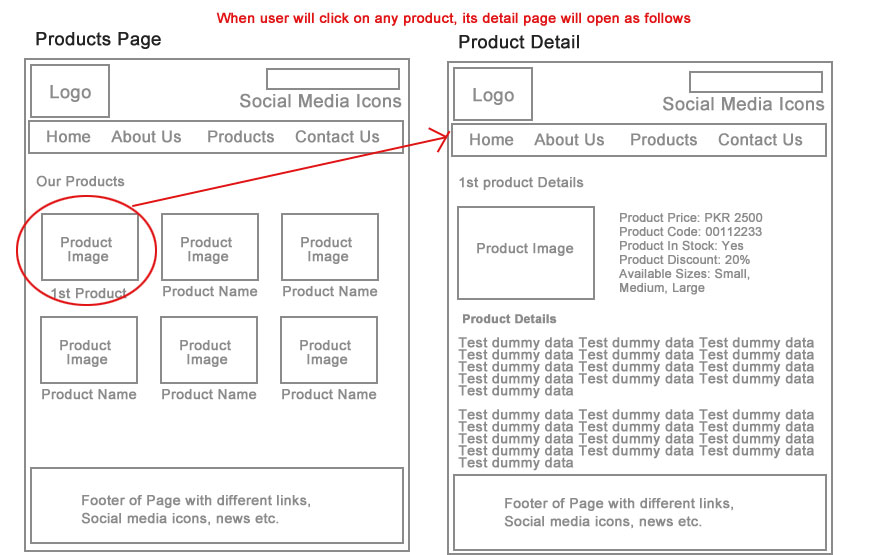 When user will click on any product, its detail page will open as follows
Products Page
Logo
Social Media Icons
Home About Us Products Contact Us
Our Products
Product Image
Product Image
Product Image
1st Product
Product Name
Product Name
Product Image
Product Image
Product Image
Product Name
Product Name
Product Name
Footer of Page with different links,
Social media icons, news etc.
Product Detail
Logo
Social Media Icons
Home About Us Products Contact Us
1st product Details
Product Image
Product Price: PKR 2500
Product Code: 00112233
Product In Stock: Yes
Product Discount: 20%
Available Sizes: Small,
Medium, Large
Product Details
Test dummy data Test dummy data Test dummy data
Test dummy data Test dummy data Test dummy data
Test dummy data Test dummy data Test dummy data
Test dummy data Test dummy data Test dummy data
Test dummy data
Test dummy data Test dummy data Test dummy data
Test dummy data Test dummy data Test dummy data
Test dummy data Test dummy data Test dummy data
Test dummy data Test dummy data Test dummy data
Test dummy data
Footer of Page with different links,
Social media icons, news etc.